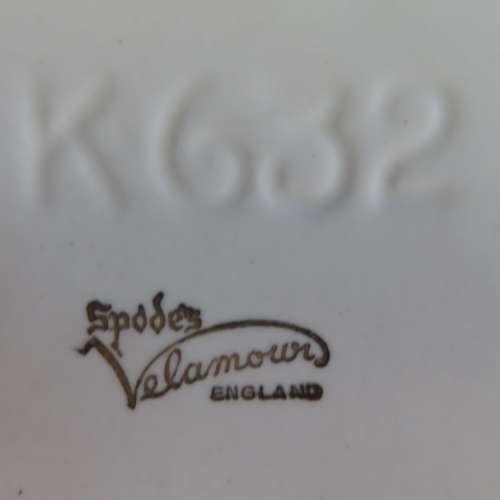 K632
Spode's
Velamour
ENGLAND